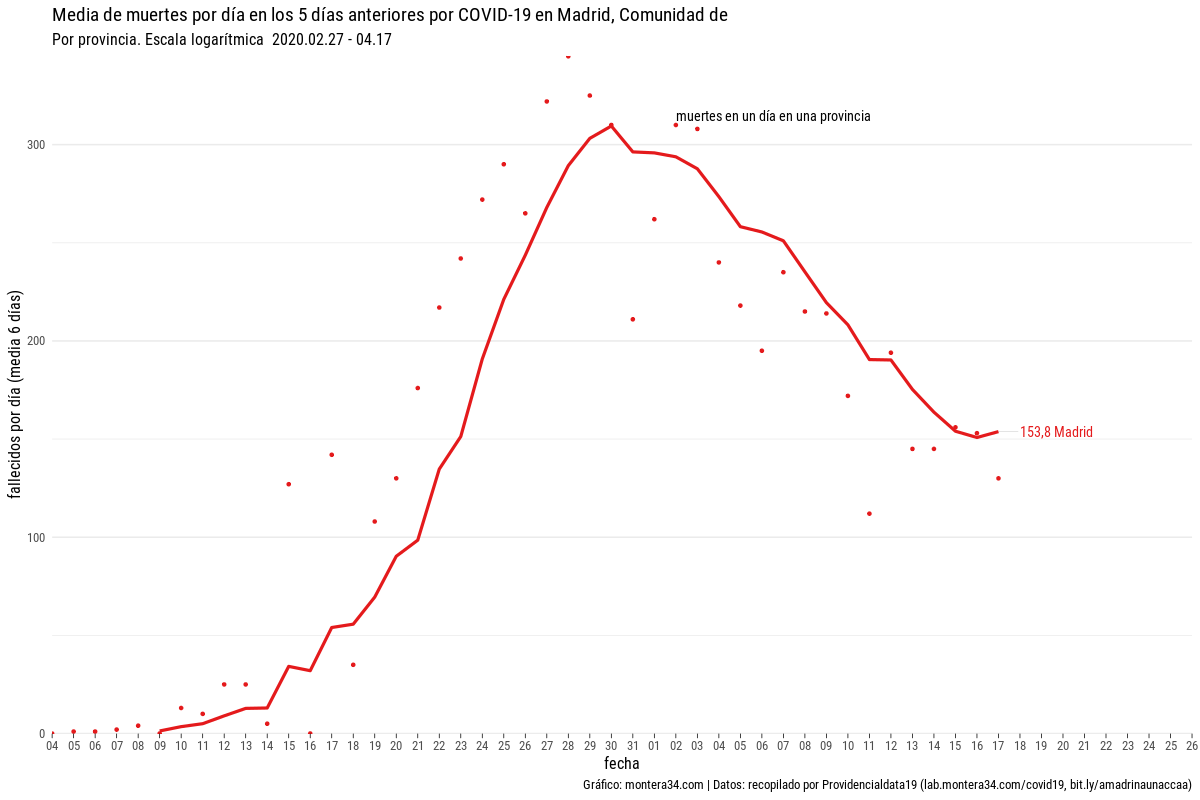 Media de muertes por día en los 5 días anteriores por COVID-19 en Madrid, Comunidad de
Por provincia. Escala logarítmica 2020.02.27 - 04.17
muertes en un día en una provincia
300
200
100
0
fallecidos por día (media 6 días)
153,8 Madrid
04 05 06 07 08 09 10 11 12 13 14 15 16 17 18 19 20 21 22 23 24 25 26 27 28 29 30 31 01 02 03 04 05 06 07 08 09 10 11 12 13 14 15 16 17 18 19 20 21 22 23 24 25 26
fecha
Gráfico: montera34.com | Datos: recopilado por Providencialdata19 (lab.montera34.com/covid19, bit.ly/amadrinaunaccaa)